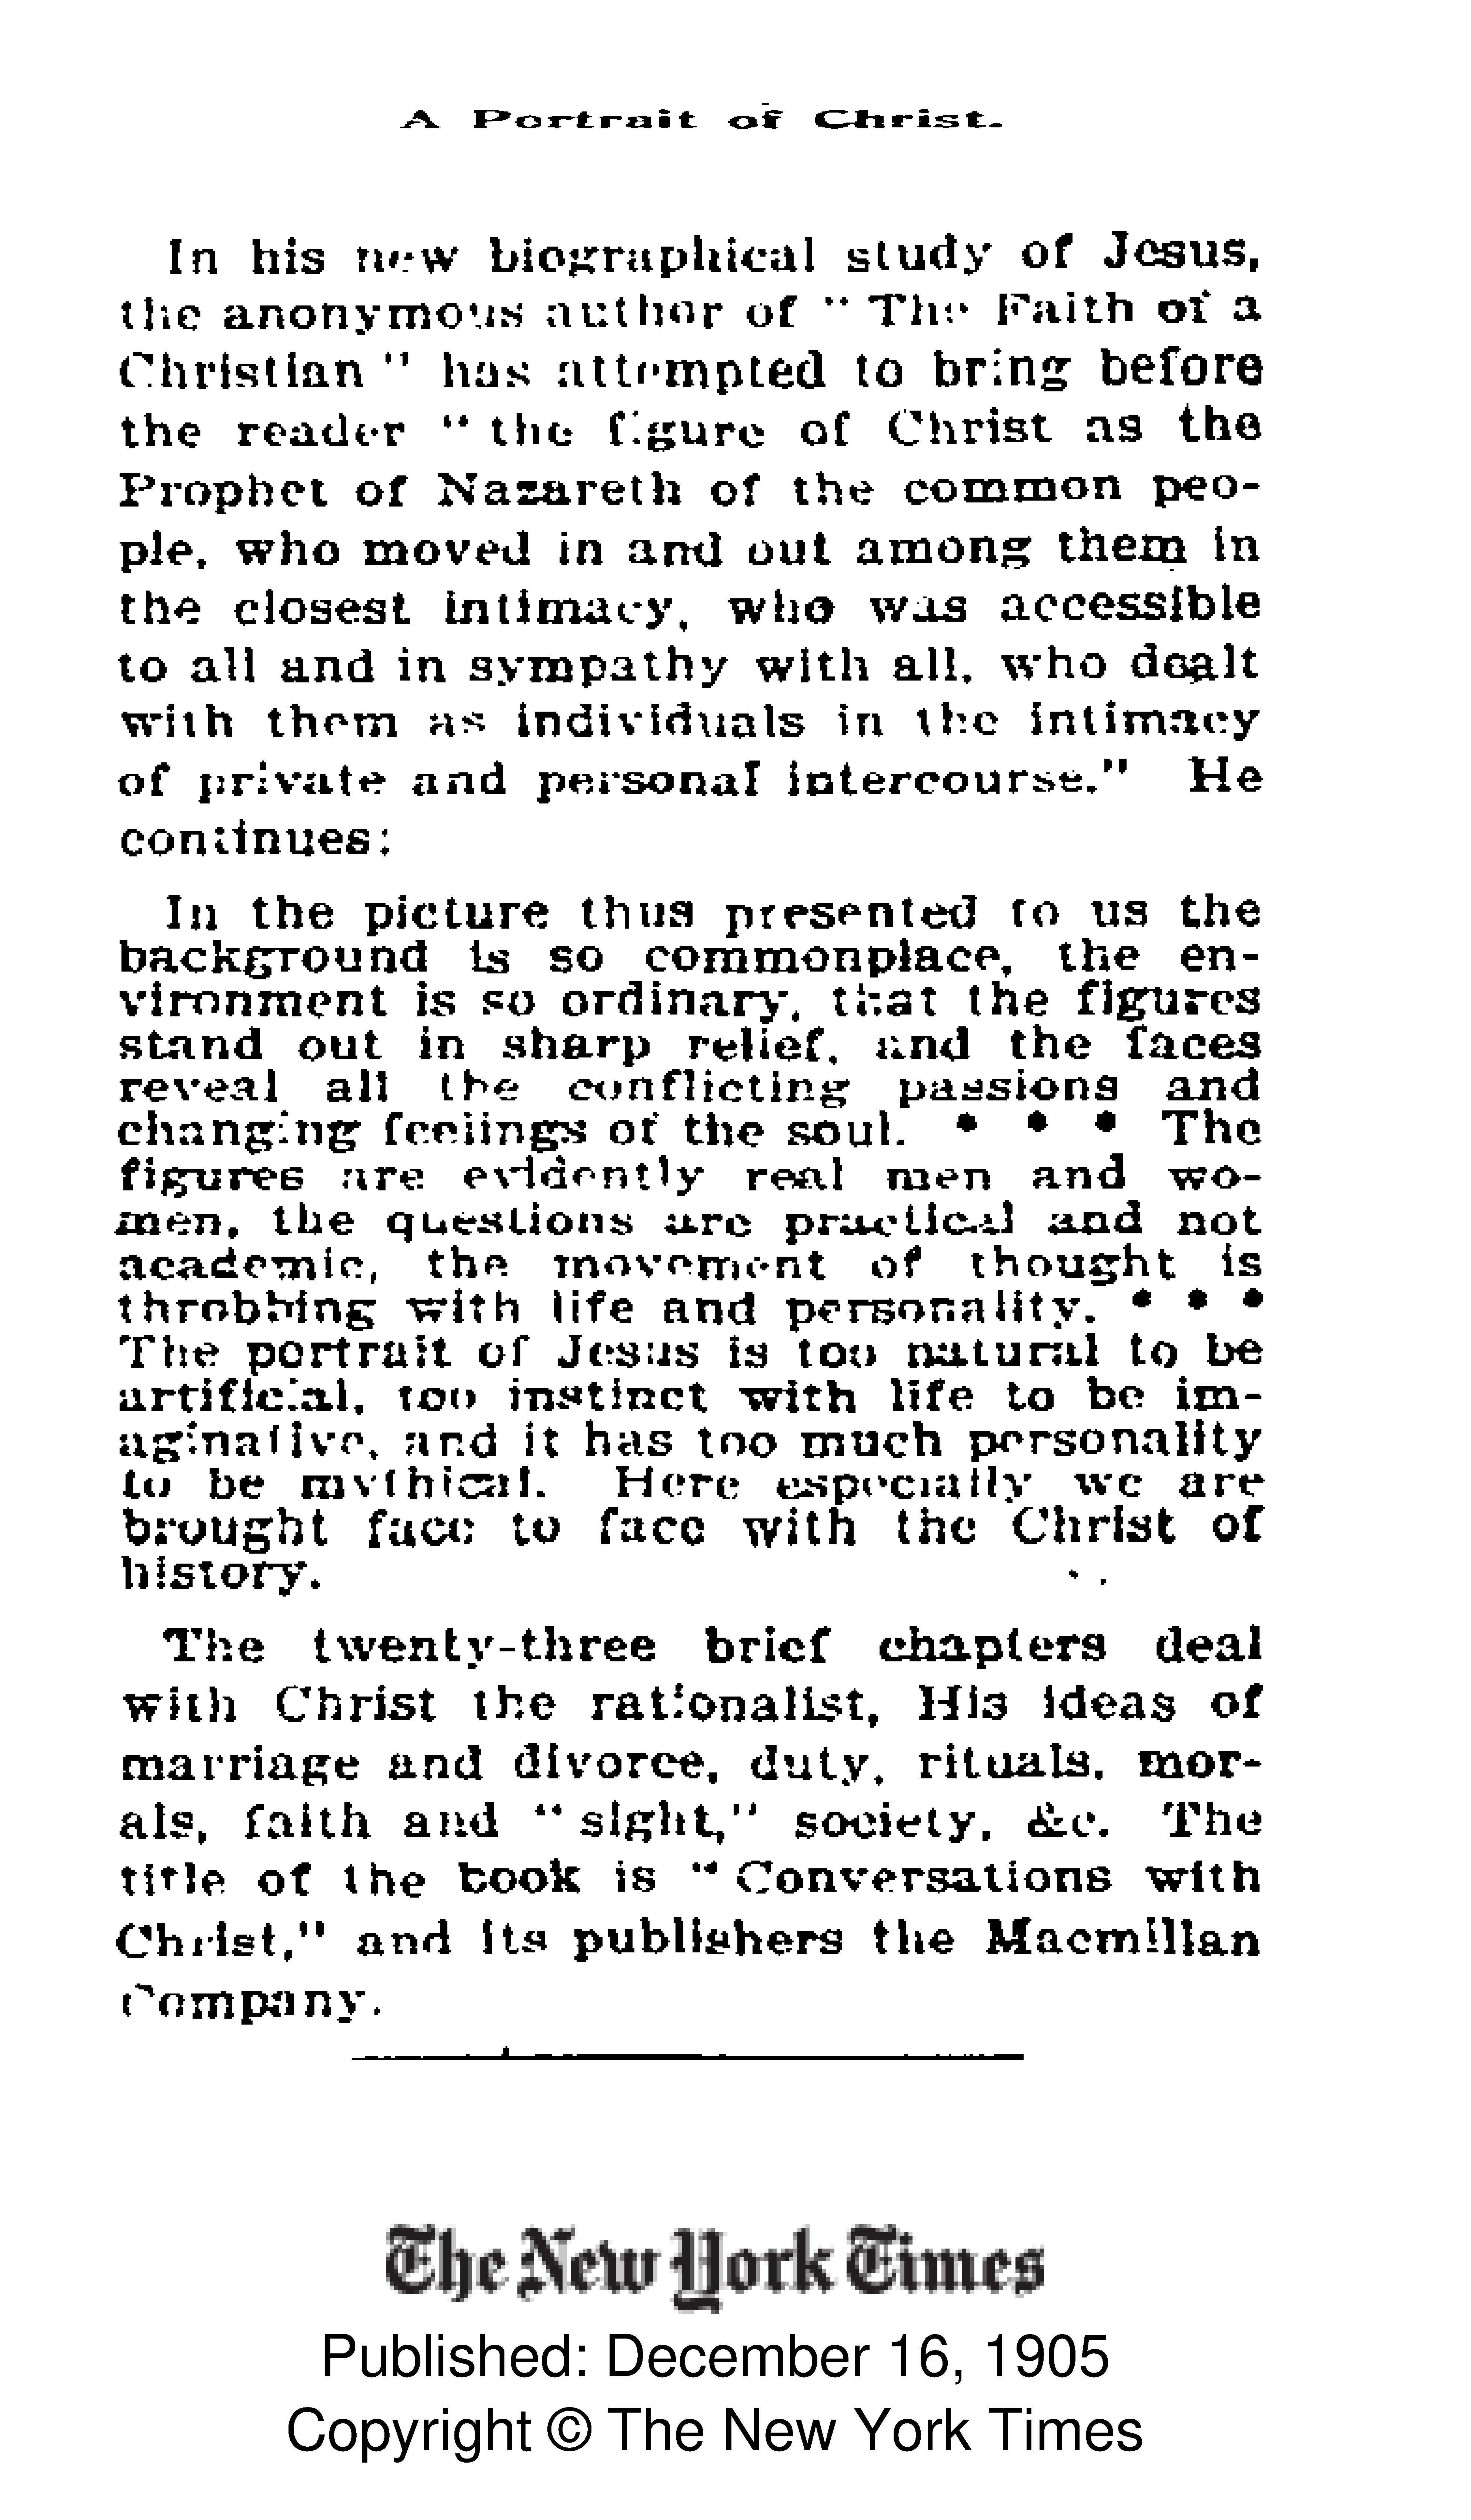 A Portrait of Christ.
In his new biographical study of Jesus,
the anonymous author of " The Faith of a
Christian " has attempted to bring before
the reader " the figure of Christ as the
Prophet of Nazareth of the common peo-
ple, who moved in and out among them in
the closest intimacy, who was accessible
to all and in sympathy with all, who dealt
with them as individuals in the intimacy
of private and personal intercourse." He
continues:
In the picture thus presented to us the
background is so commonplace, the en-
vironment is so ordinary, that the figures
stand out in sharp relief, and the faces
reveal all the conflicting passions and
changing feelings of the soul. * * * The
figures are evidently real men and wo-
men, the questions are practical and not
academic, the movement of thought is
throbbing with life and personality. * * *
The portrait of Jesus is too natural to be
artificial, too instinct with life to be im-
aginative, and it has too much personality
to be mythical. Here especially we are
brought face to face with the Christ of
history.
The twenty-three brief chapters deal
with Christ the rationalist, His ideas of
marriage and divorce, duty, rituals, mor-
als, faith and " sight," society, &c. The
title of the book is " Conversations with
Christ," and its publishers the Macmillan
Company.
The New York Times
Published: December 16, 1905
Copyright © The New York Times